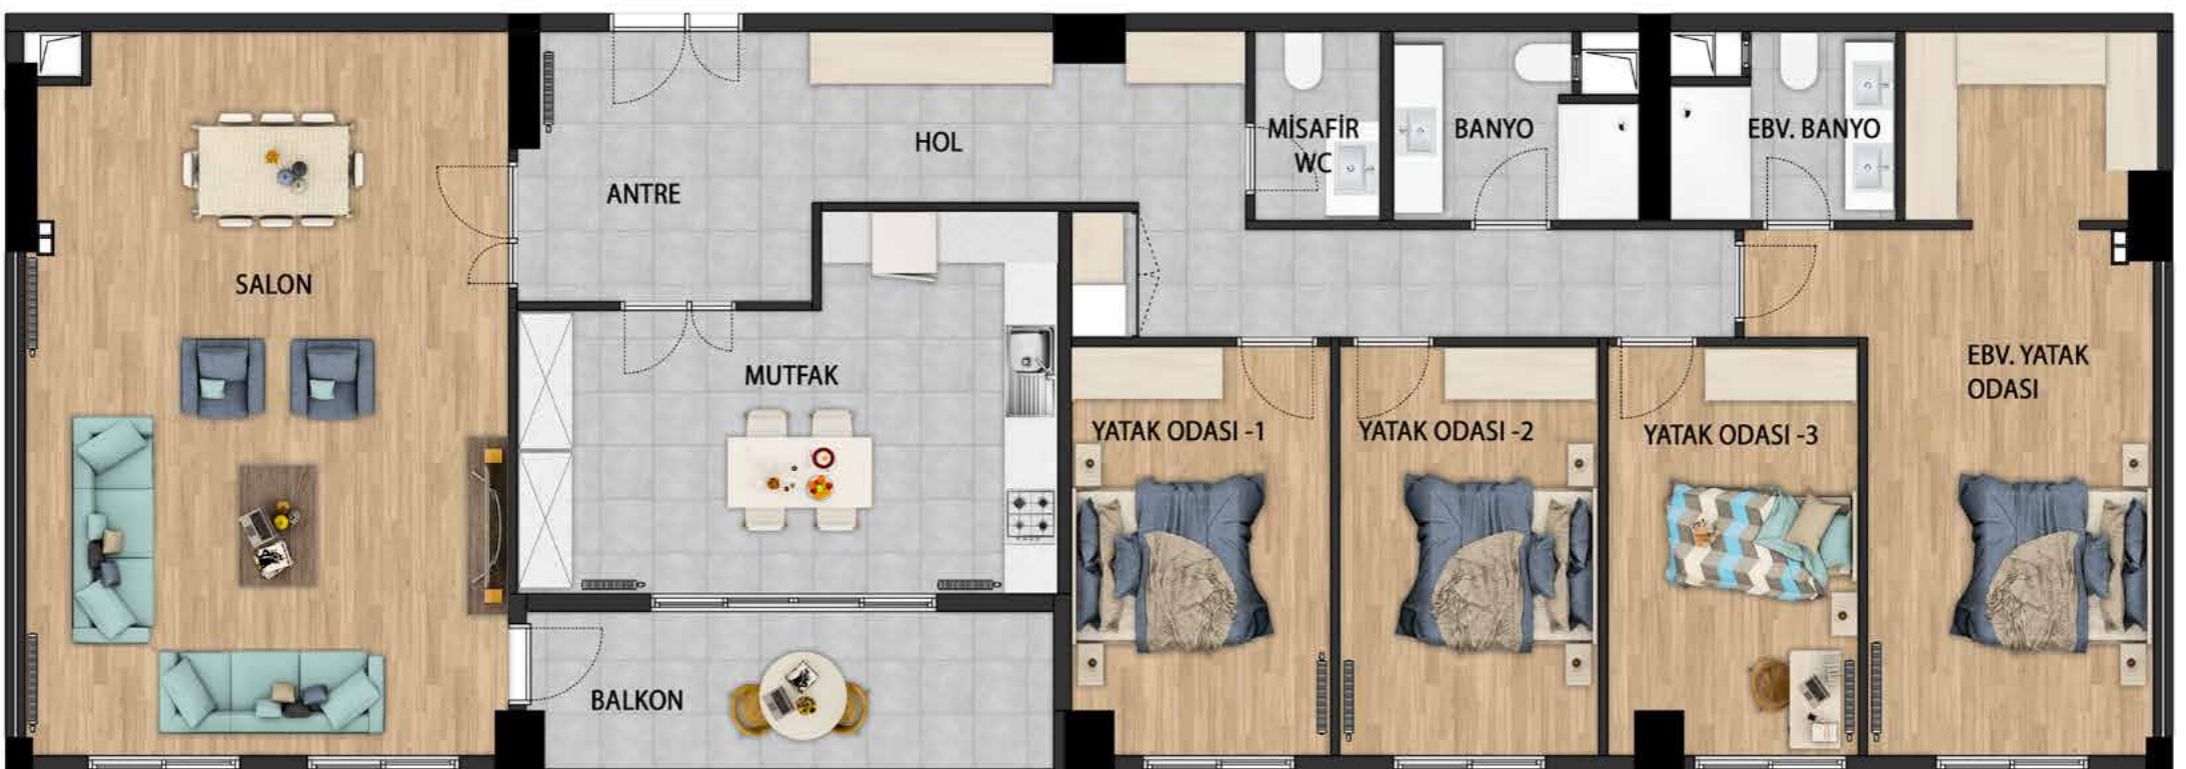 HOL
MİSAFİR
WC
BANYO
EBV. BANYO
ANTRE
SALON
MUTFAK
EBV. YATAK
ODASI
YATAK ODASI -1
YATAK ODASI -2
YATAK ODASI -3
BALKON